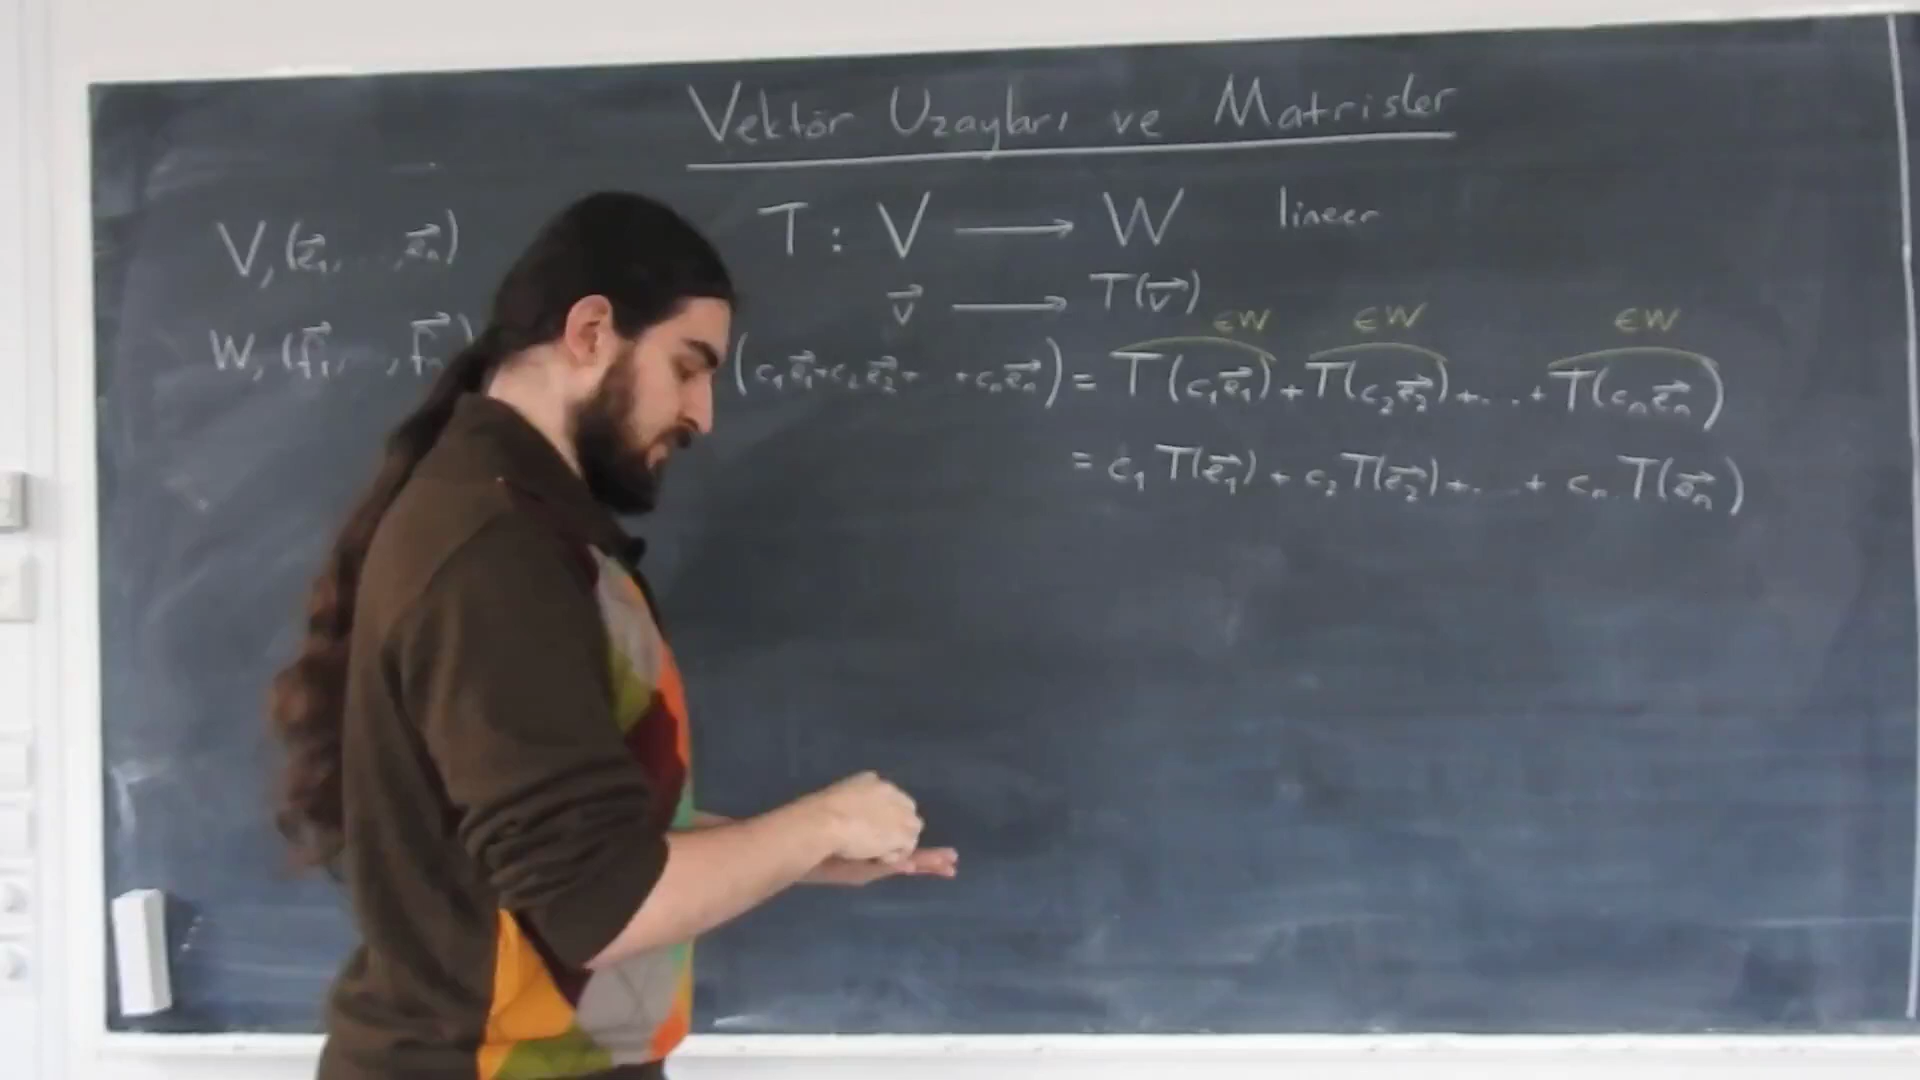 Vektör Uzayları ve Matrisler
V, (e⃗₁, ..., e⃗ₙ)
W, (f⃗₁, ..., f⃗ₙ)
T : V ⟶ W lineer
v⃗ ⟶ T(v⃗)
∈W ∈W ∈W
(c₁e⃗₁+c₂e⃗₂+ +cₙe⃗ₙ) = T(c₁e⃗₁)+T(c₂e⃗₂)+...+T(cₙe⃗ₙ)
= c₁T(e⃗₁) + c₂T(e⃗₂)+...+ cₙ.T(e⃗ₙ)